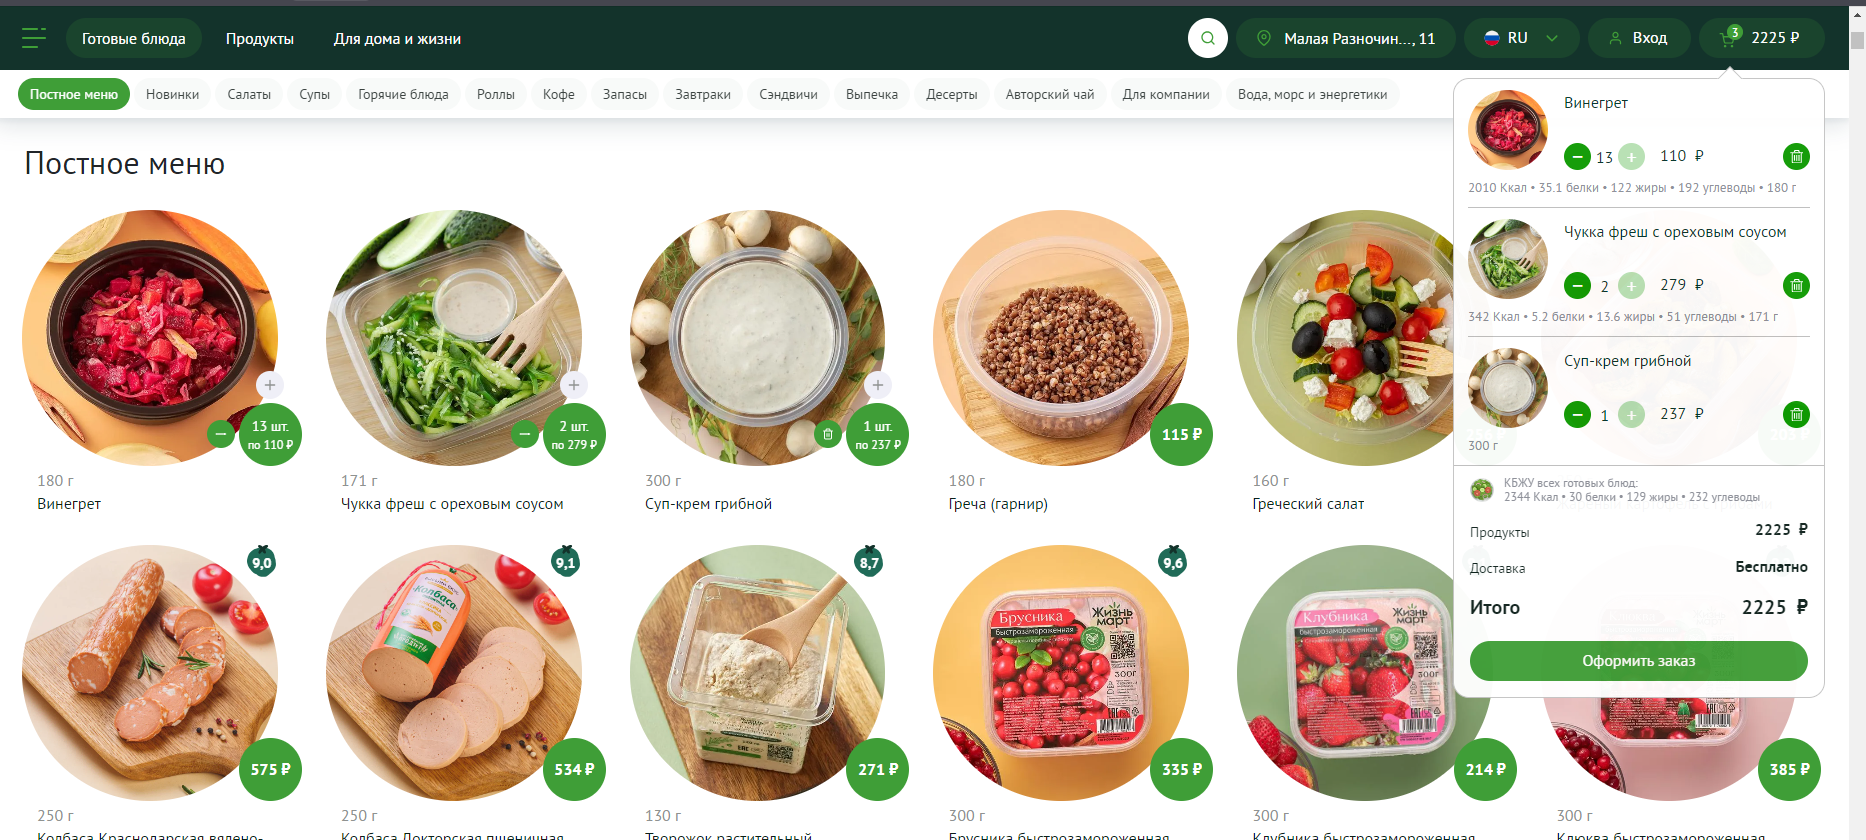 Готовые блюда
Продукты
Для дома и жизни
Малая Разночин..., 11
RU
Вход
3
2225 ₽
Постное меню
Новинки
Салаты
Супы
Горячие блюда
Роллы
Кофе
Запасы
Завтраки
Сэндвичи
Выпечка
Десерты
Авторский чай
Для компании
Вода, морс и энергетики
Постное меню
13 шт.
по 110 ₽
180 г
Винегрет
2 шт.
по 279 ₽
171 г
Чукка фреш с ореховым соусом
1 шт.
по 237 ₽
300 г
Суп-крем грибной
115 ₽
180 г
Греча (гарнир)
160 г
Греческий салат
9,0
575 ₽
250 г
Колбаса Краснодарская вялено-
9,1
Колбаса
534 ₽
250 г
Колбаса Докторская пшеничная
8,7
271 ₽
130 г
Творожок растительный
9,6
Брусника
быстрозамороженная
Жизнь
март
300г
335 ₽
300 г
Брусника быстрозамороженная
Клубника
быстрозамороженная
Жизнь
март
300г
214 ₽
300 г
Клубника быстрозамороженная
385 ₽
300 г
Клюква быстрозамороженная
Винегрет
13
110 ₽
2010 Ккал • 35.1 белки • 122 жиры • 192 углеводы • 180 г
Чукка фреш с ореховым соусом
2
279 ₽
342 Ккал • 5.2 белки • 13.6 жиры • 51 углеводы • 171 г
Суп-крем грибной
1
237 ₽
300 г
КБЖУ всех готовых блюд:
2344 Ккал • 30 белки • 129 жиры • 232 углеводы
Продукты
2225 ₽
Доставка
Бесплатно
Итого
2225 ₽
Оформить заказ